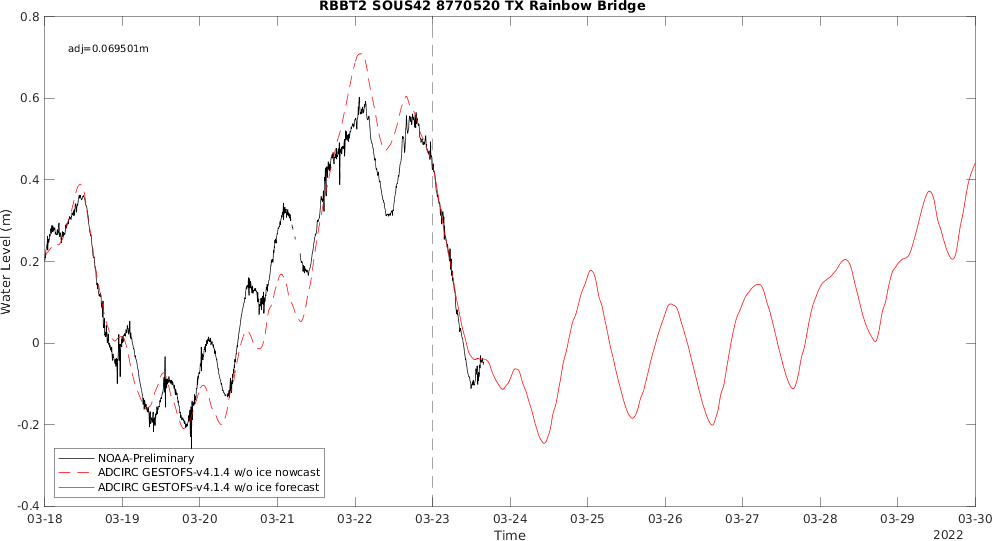 RBBT2 SOUS42 8770520 TX Rainbow Bridge
adj=0.069501m
Water Level (m)
0.8
0.6
0.4
0.2
0
-0.2
-0.4
NOAA-Preliminary
ADCIRC GESTOFS-v4.1.4 w/o ice nowcast
ADCIRC GESTOFS-v4.1.4 w/o ice forecast
03-18 03-19 03-20 03-21 03-22 03-23 03-24 03-25 03-26 03-27 03-28 03-29 03-30
Time
2022